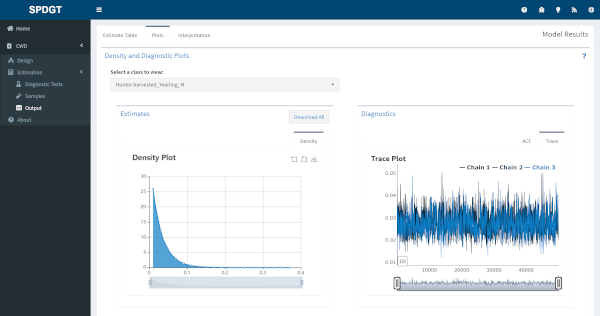 SPDGT
Home
CWD
Design
Estimation
Diagnostic Tests
Samples
Output
About
Estimate Table Plots Interpretation
Model Results
Density and Diagnostic Plots ?
Select a class to view:
Hunter-harvested_Yearling_M
Estimates
Download All
Density
Density Plot
30
25
20
15
10
5
0
0 0.1 0.2 0.3 0.4
Diagnostics
ACF Trace
Trace Plot
Chain 1 Chain 2 Chain 3
0.05
0.04
0.03
0.02
0.01
10000 20000 30000 40000